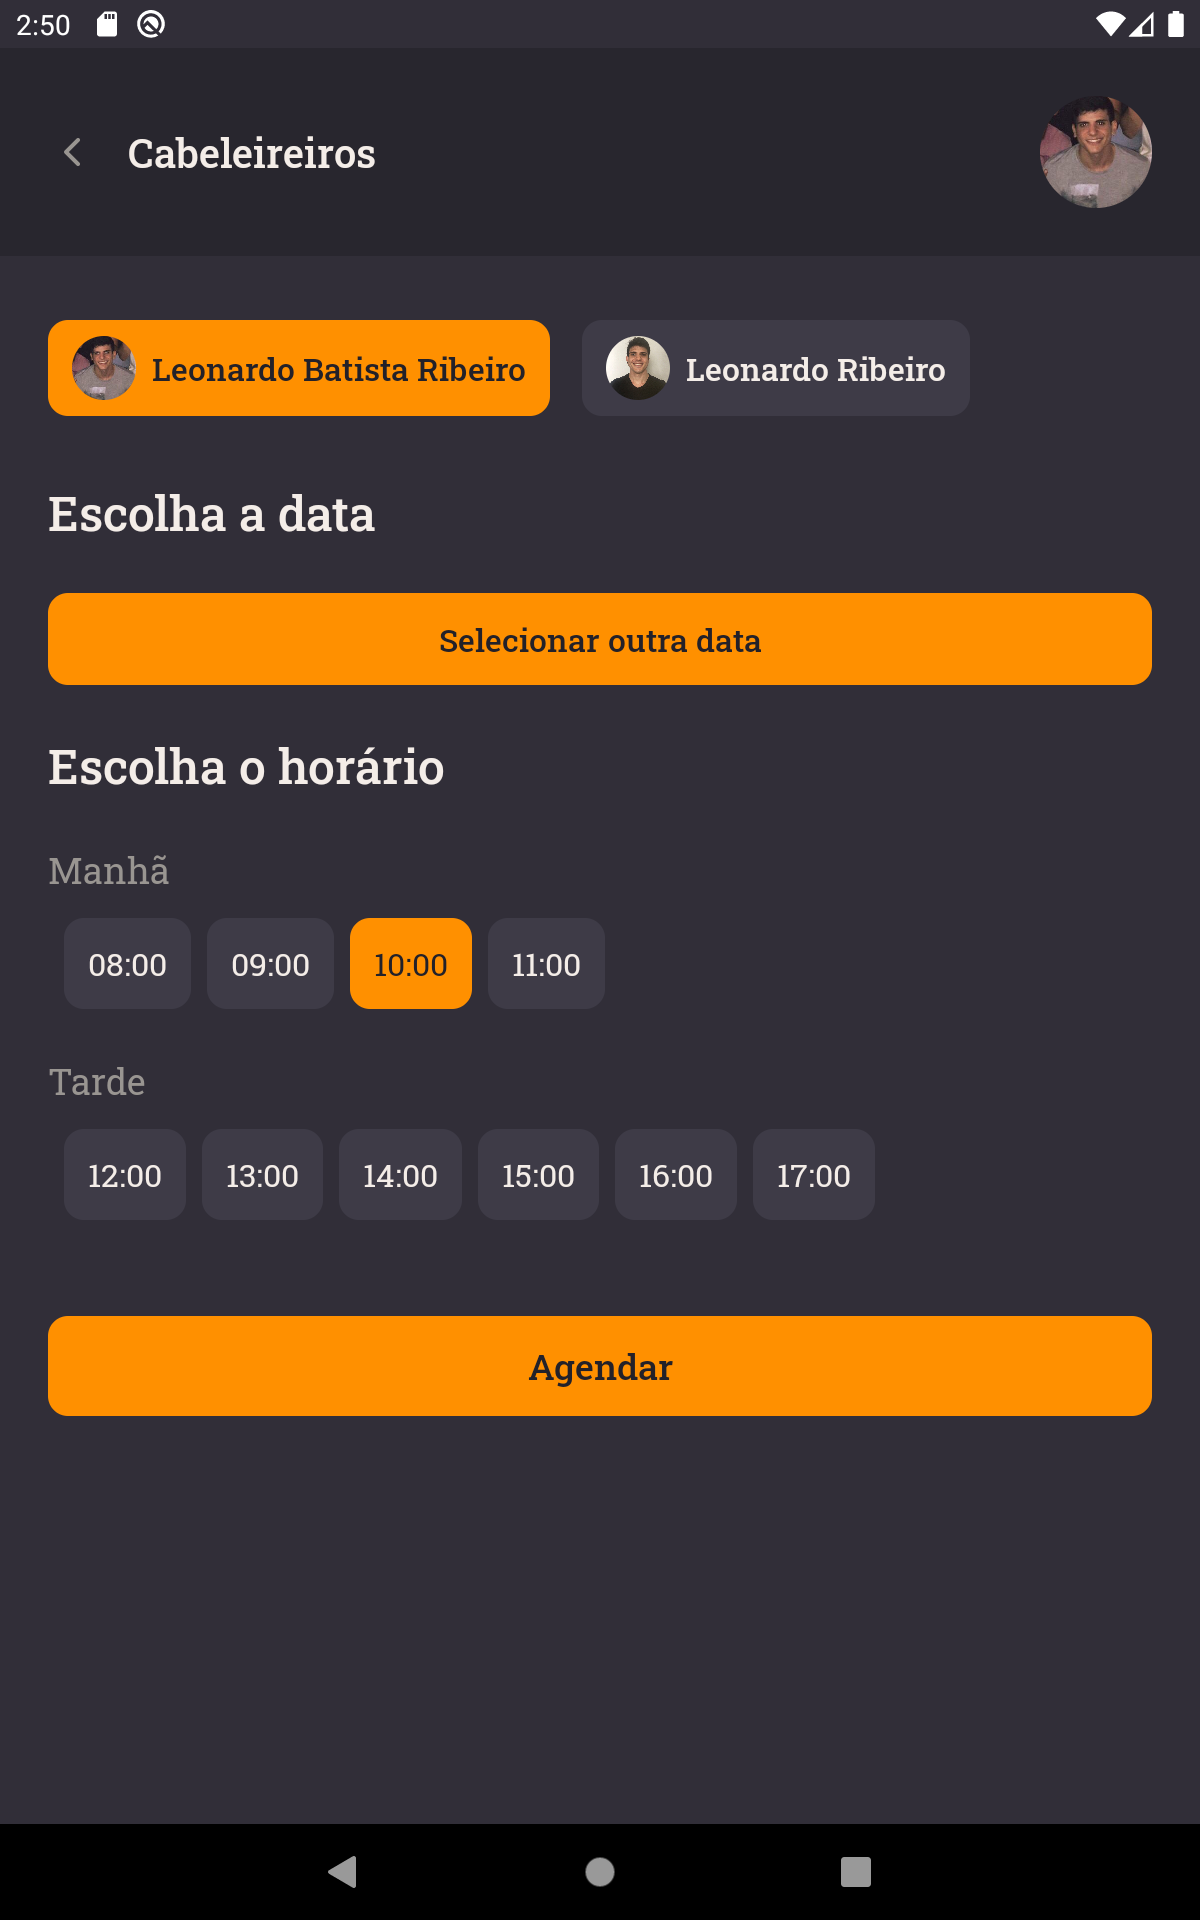 2:50
Cabeleireiros
Leonardo Batista Ribeiro
Leonardo Ribeiro
Escolha a data
Selecionar outra data
Escolha o horário
Manhã
08:00 09:00 10:00 11:00
Tarde
12:00 13:00 14:00 15:00 16:00 17:00
Agendar